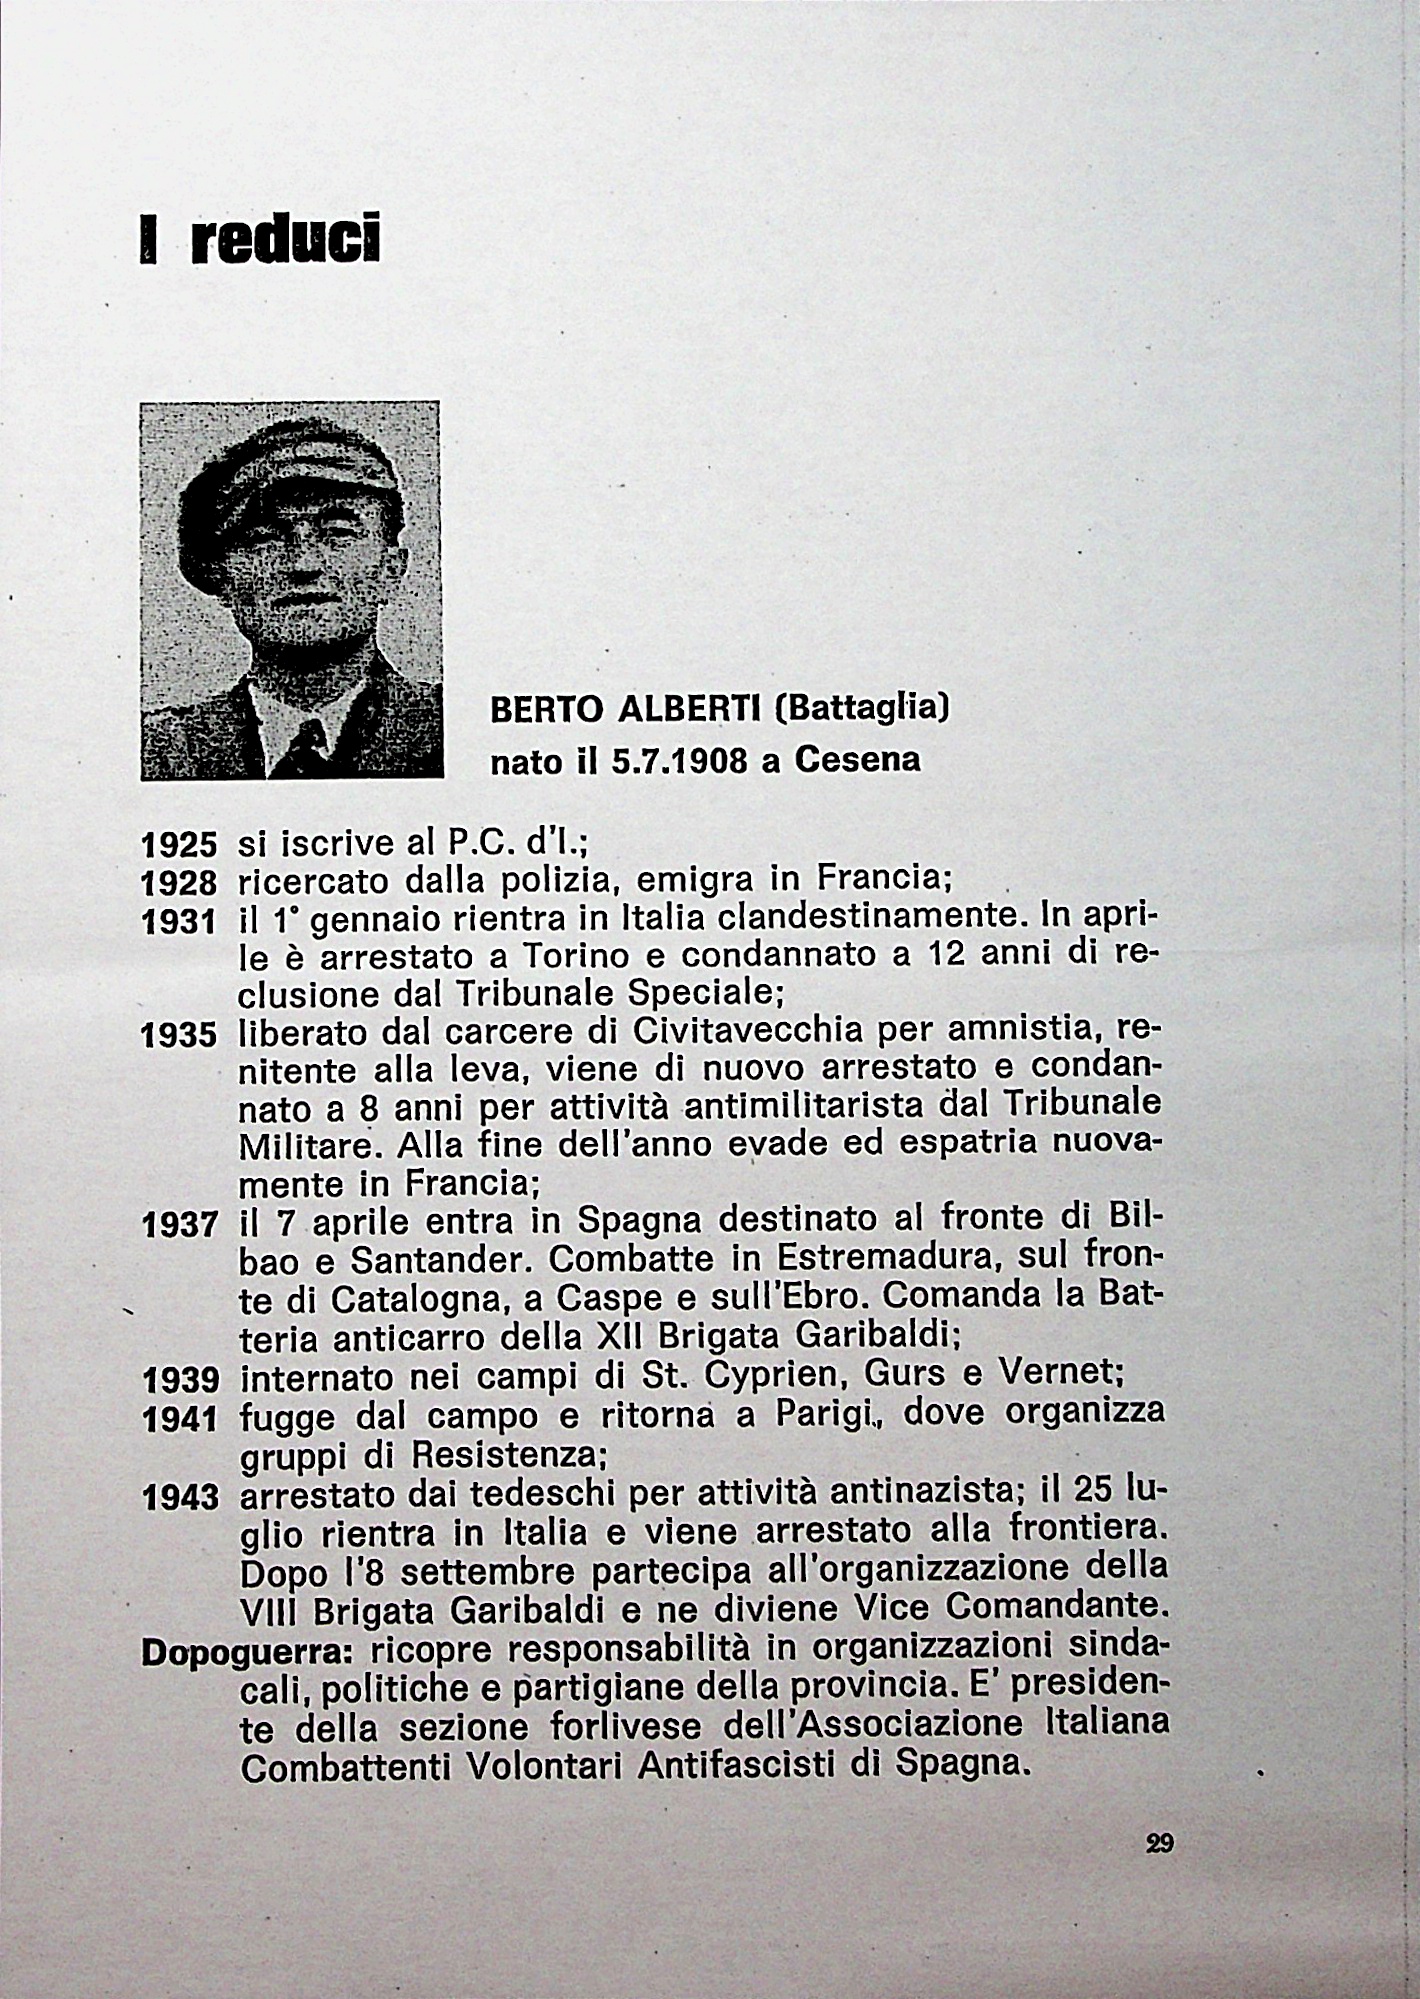 I reduci
BERTO ALBERTI (Battaglia)
nato il 5.7.1908 a Cesena
1925 si iscrive al P.C. d'I.;
1928 ricercato dalla polizia, emigra in Francia;
1931 il 1° gennaio rientra in Italia clandestinamente. In apri-
le è arrestato a Torino e condannato a 12 anni di re-
clusione dal Tribunale Speciale;
1935 liberato dal carcere di Civitavecchia per amnistia, re-
nitente alla leva, viene di nuovo arrestato e condan-
nato a 8 anni per attività antimilitarista dal Tribunale
Militare. Alla fine dell'anno evade ed espatria nuova-
mente in Francia;
1937 il 7 aprile entra in Spagna destinato al fronte di Bil-
bao e Santander. Combatte in Estremadura, sul fron-
te di Catalogna, a Caspe e sull'Ebro. Comanda la Bat-
teria anticarro della XII Brigata Garibaldi;
1939 internato nei campi di St. Cyprien, Gurs e Vernet;
1941 fugge dal campo e ritorna a Parigi, dove organizza
gruppi di Resistenza;
1943 arrestato dai tedeschi per attività antinazista; il 25 lu-
glio rientra in Italia e viene arrestato alla frontiera.
Dopo l'8 settembre partecipa all'organizzazione della
VIII Brigata Garibaldi e ne diviene Vice Comandante.
Dopoguerra: ricopre responsabilità in organizzazioni sinda-
cali, politiche e partigiane della provincia. E' presiden-
te della sezione forlivese dell'Associazione Italiana
Combattenti Volontari Antifascisti di Spagna.
29